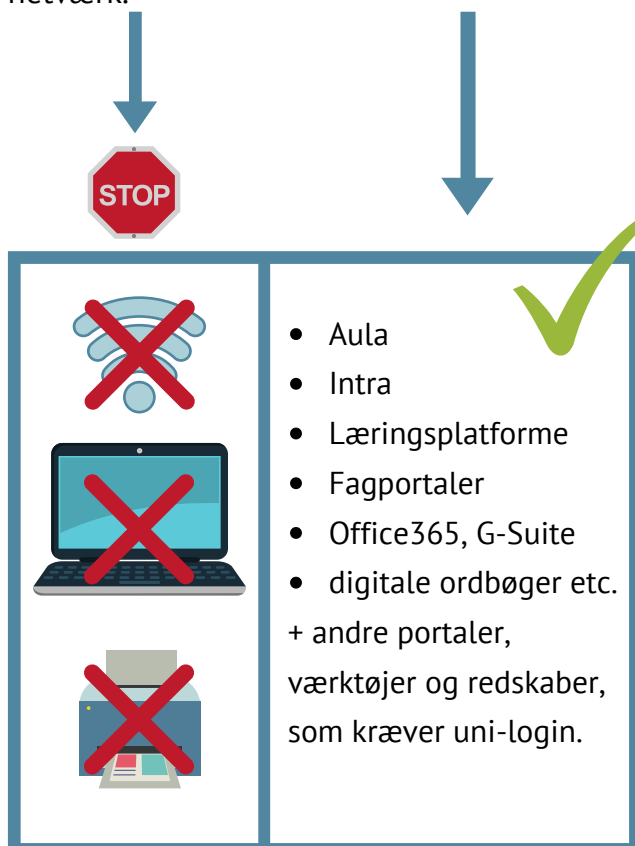 netværk.
STOP
• Aula
• Intra
• Læringsplatforme
• Fagportaler
• Office365, G-Suite
• digitale ordbøger etc.
+ andre portaler,
værktøjer og redskaber,
som kræver uni-login.